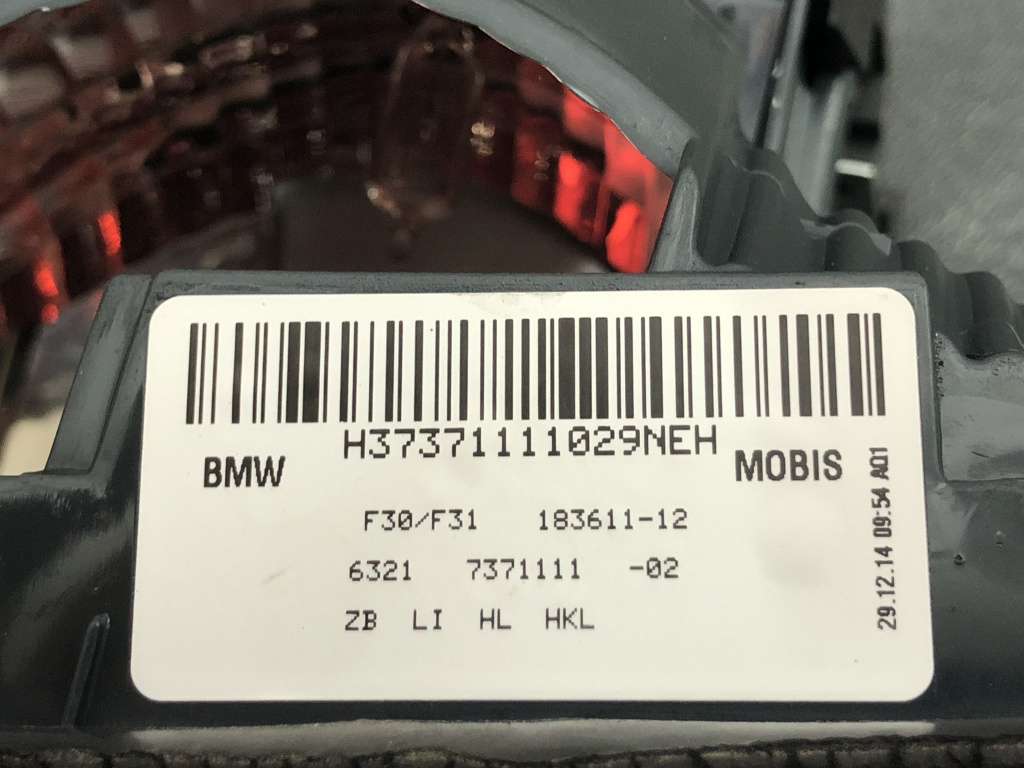 H37371111029NEH
BMW
MOBIS
F30/F31 183611-12
6321 7371111 -02
ZB LI HL HKL
29.12.14 09:54 A01